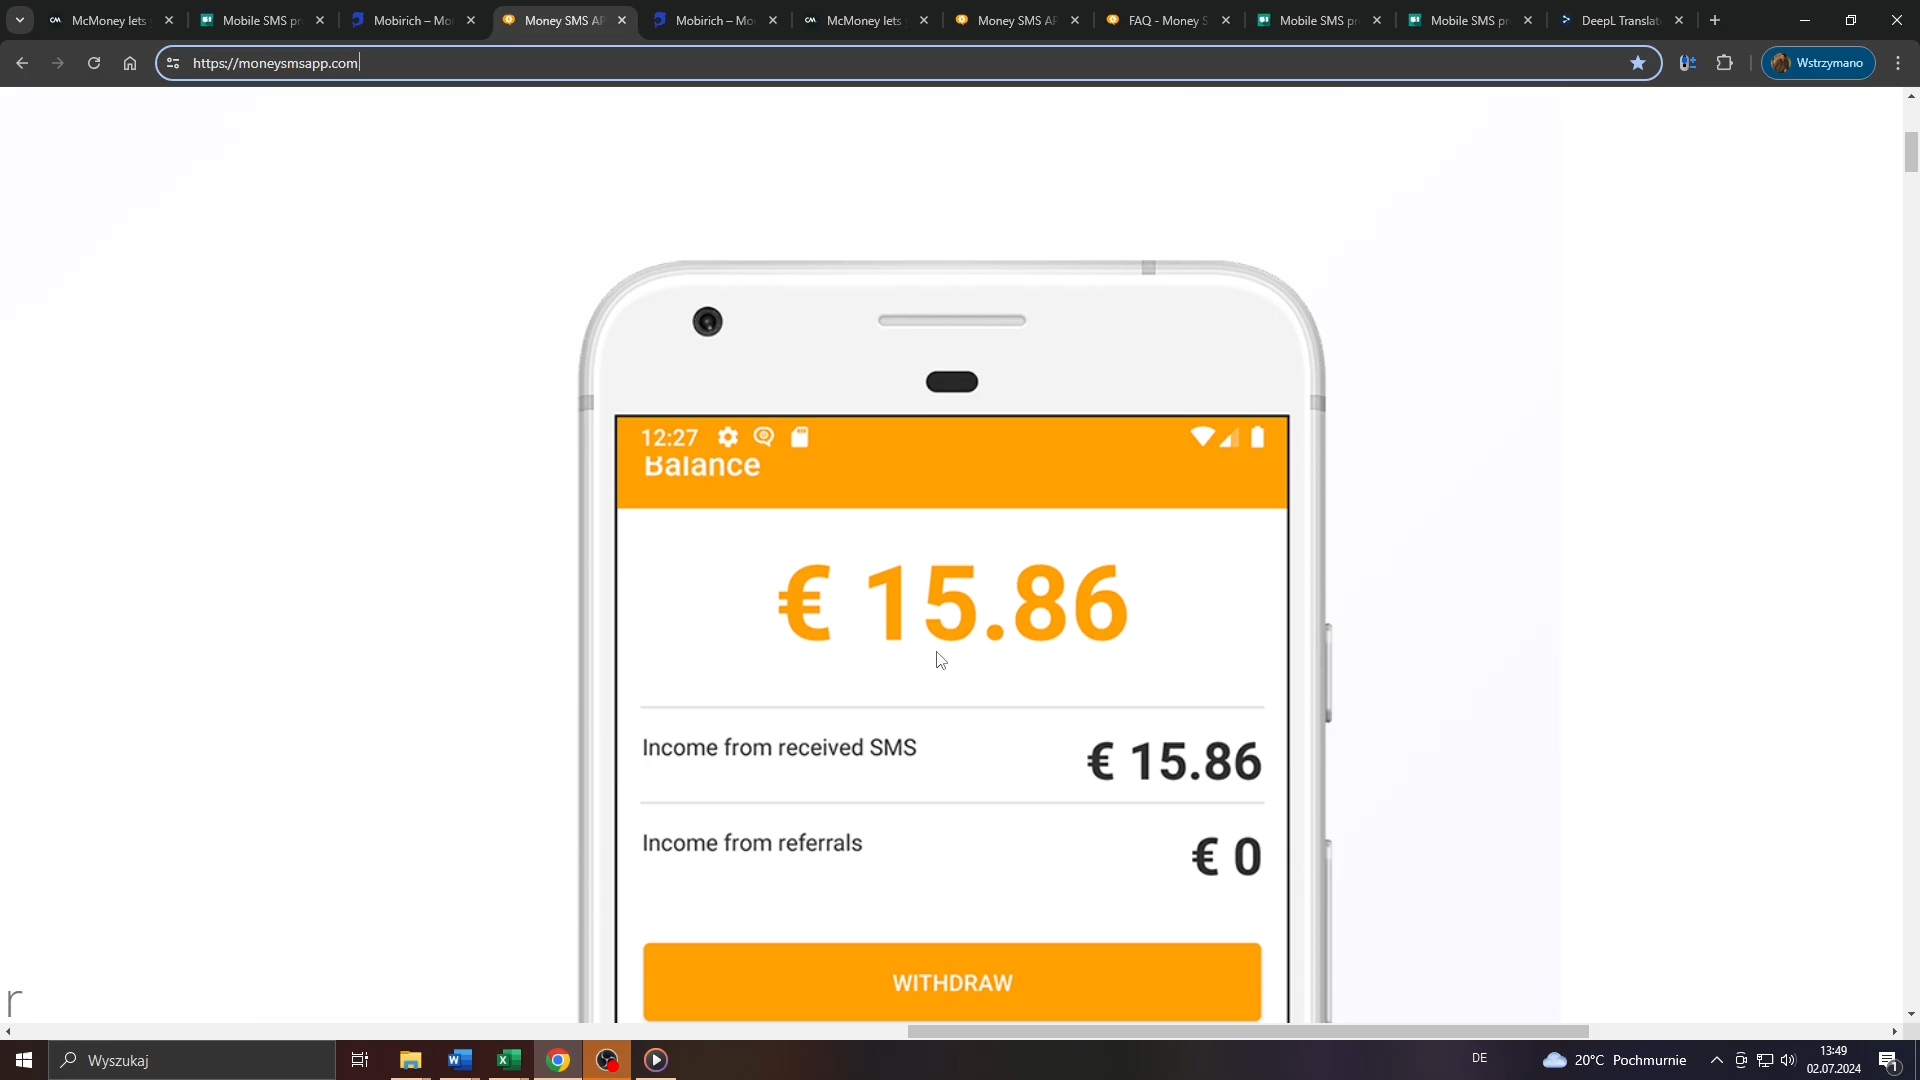 McMoney lets
Mobile SMS pr
Mobirich – Mo
Money SMS AP
Mobirich – Mo
McMoney lets
Money SMS AP
FAQ - Money S
Mobile SMS pr
Mobile SMS pr
DeepL Translat
https://moneysmsapp.com
Wstrzymano
12:27
Balance
€ 15.86
Income from received SMS
€ 15.86
Income from referrals
€ 0
WITHDRAW
r
Wyszukaj
DE
20°C Pochmurnie
13:49
02.07.2024
1